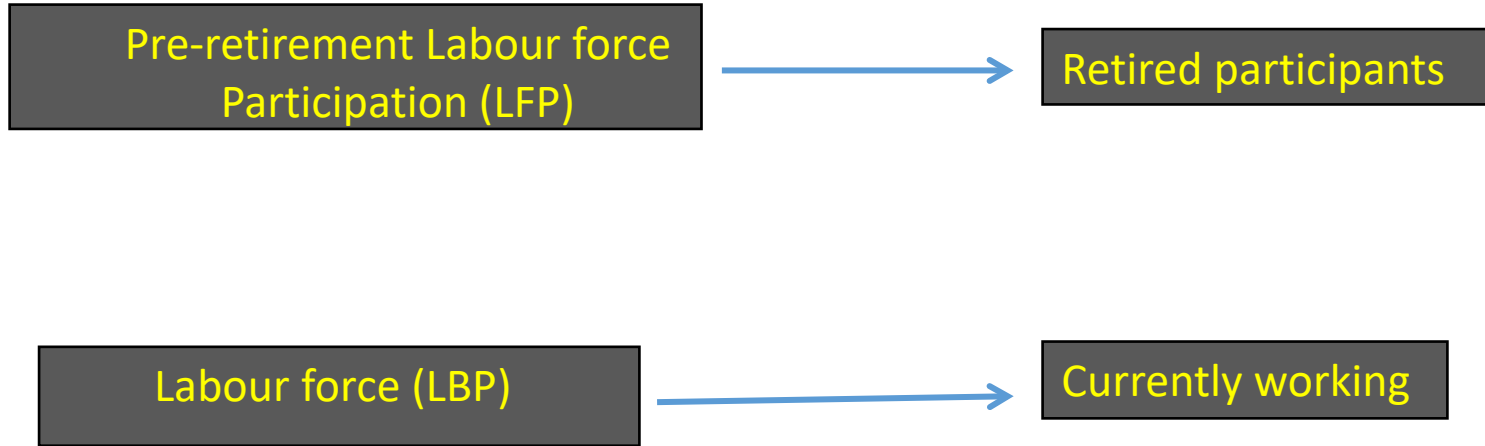 Pre-retirement Labour force
Participation (LFP)
Retired participants
Labour force (LBP)
Currently working